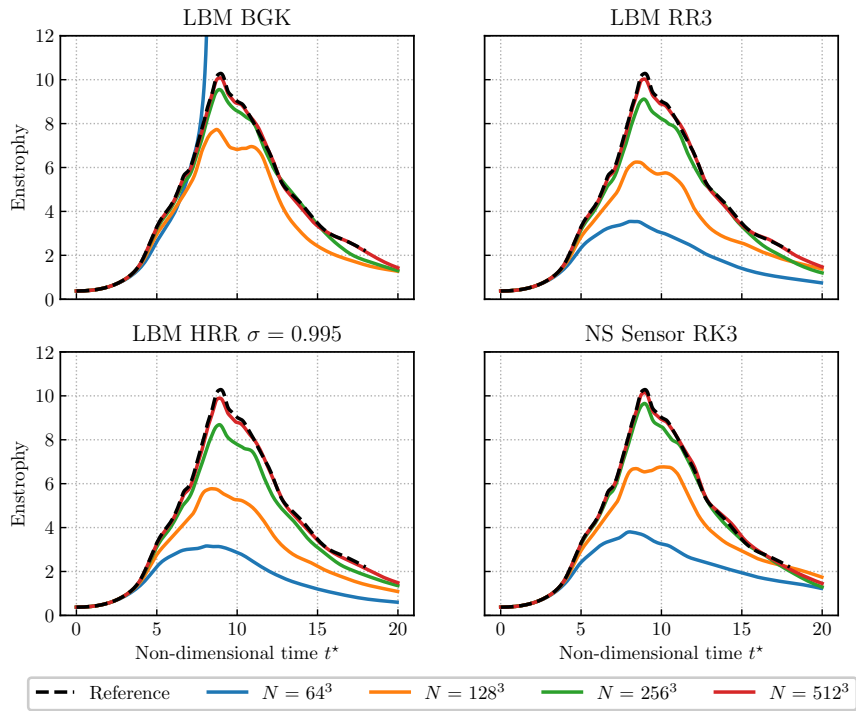 LBM BGK
LBM RR3
12
10
8
6
4
2
0
Enstrophy
LBM HRR σ = 0.995
NS Sensor RK3
12
10
8
6
4
2
0
Enstrophy
0 5 10 15 20
0 5 10 15 20
Non-dimensional time t⋆
Non-dimensional time t⋆
Reference N = 64³ N = 128³ N = 256³ N = 512³